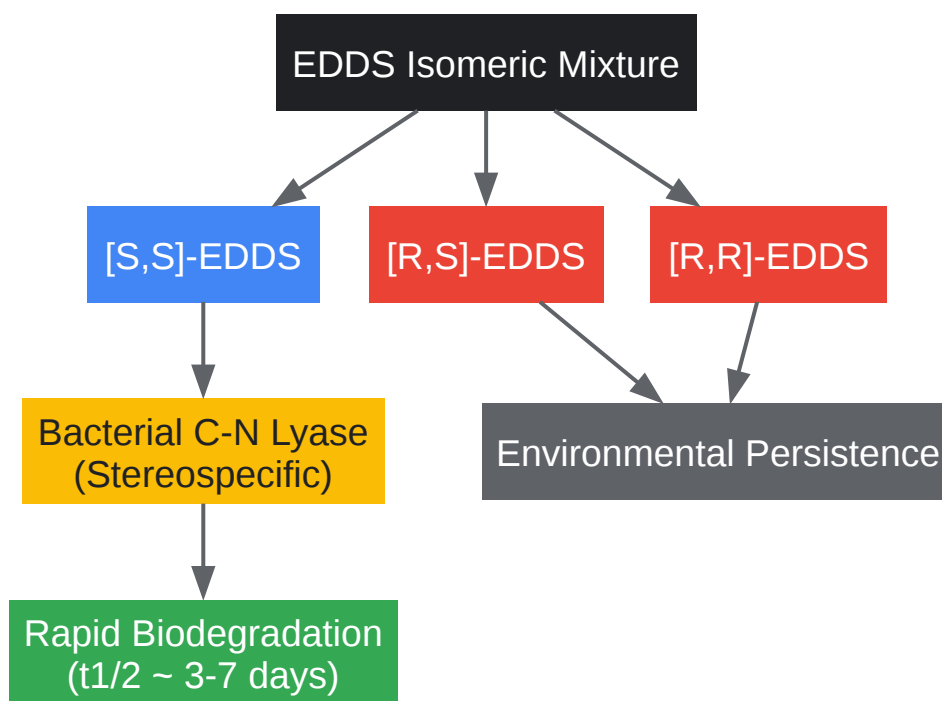 EDDS Isomeric Mixture
[S,S]-EDDS
[R,S]-EDDS
[R,R]-EDDS
Bacterial C-N Lyase
(Stereospecific)
Environmental Persistence
Rapid Biodegradation
(t1/2 ~ 3-7 days)